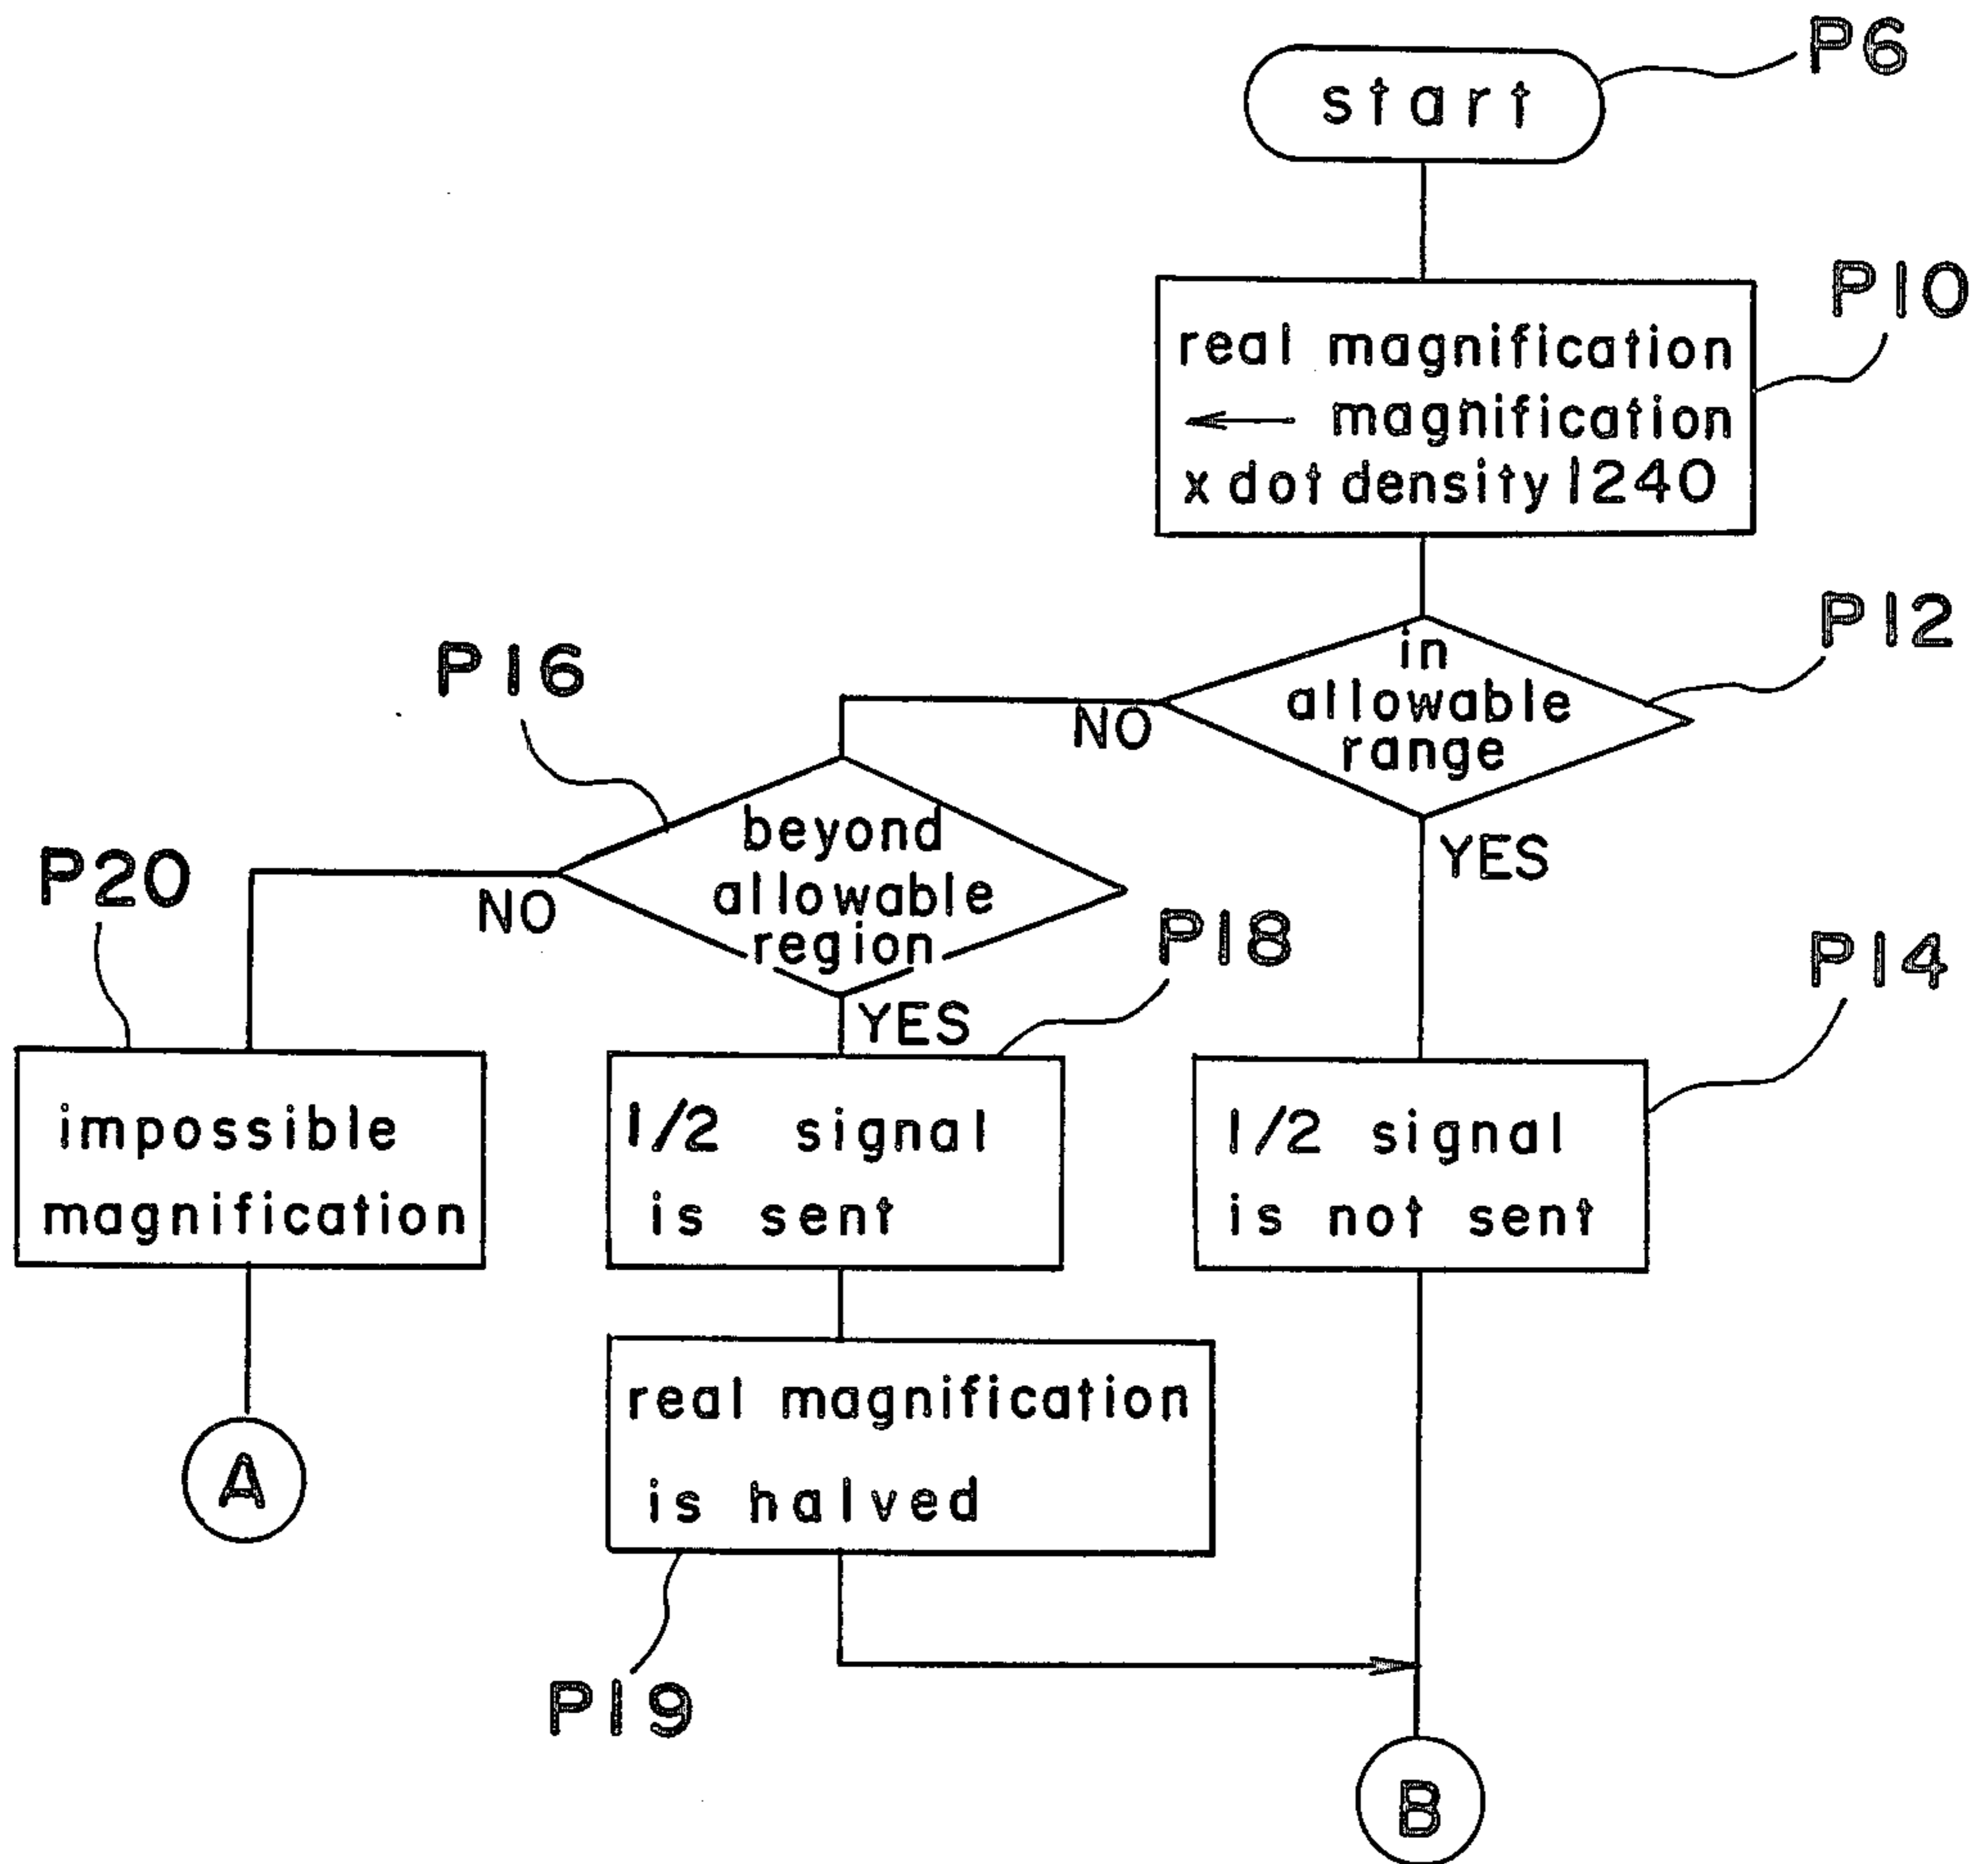 P6
start
P10
real magnification
← magnification
x dot density 1240
P12
in
allowable
range
NO
YES
P16
beyond
allowable
region
NO
YES
P20
P18
P14
impossible
magnification
1/2 signal
is sent
1/2 signal
is not sent
real magnification
is halved
A
P19
B